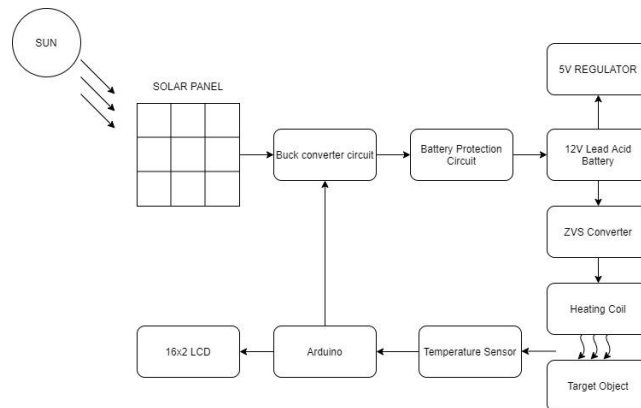 SUN
SOLAR PANEL
5V REGULATOR
Buck converter circuit
Battery Protection
Circuit
12V Lead Acid
Battery
ZVS Converter
Heating Coil
16x2 LCD
Arduino
Temperature Sensor
Target Object